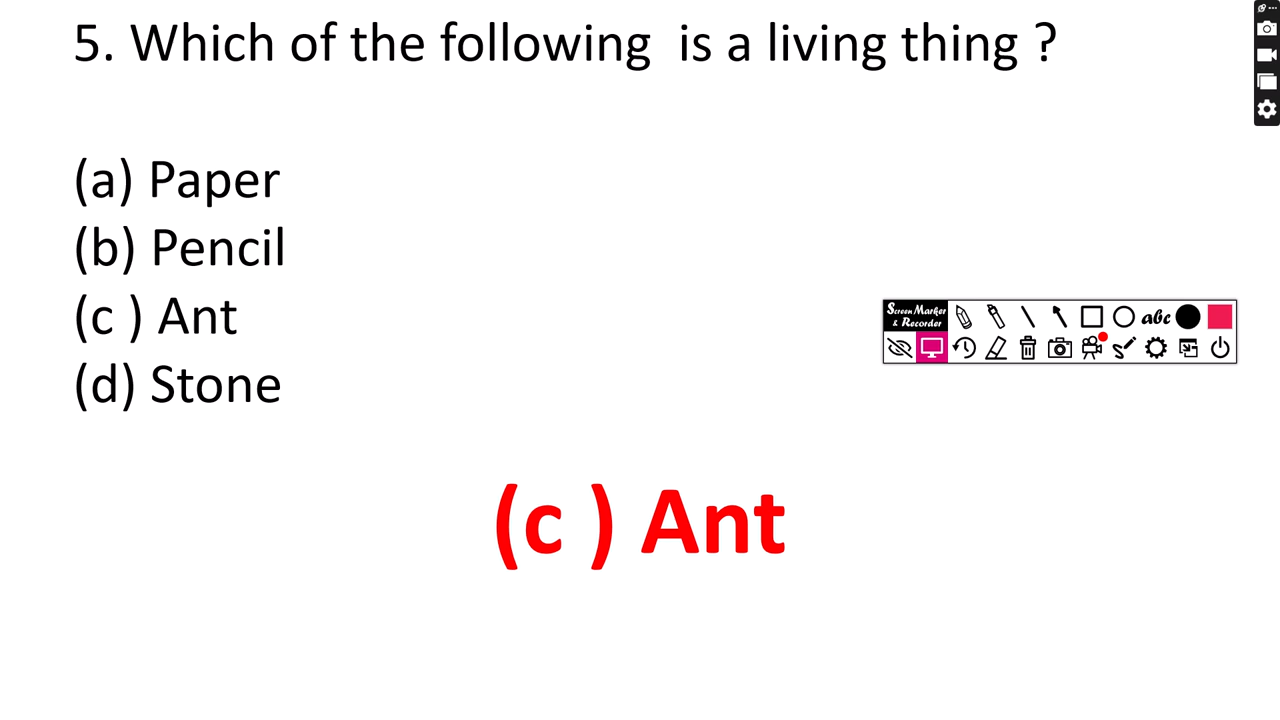 5. Which of the following  is a living thing ?
(a) Paper
(b) Pencil
(c ) Ant
(d) Stone
Screen Marker
& Recorder
abc
(c ) Ant